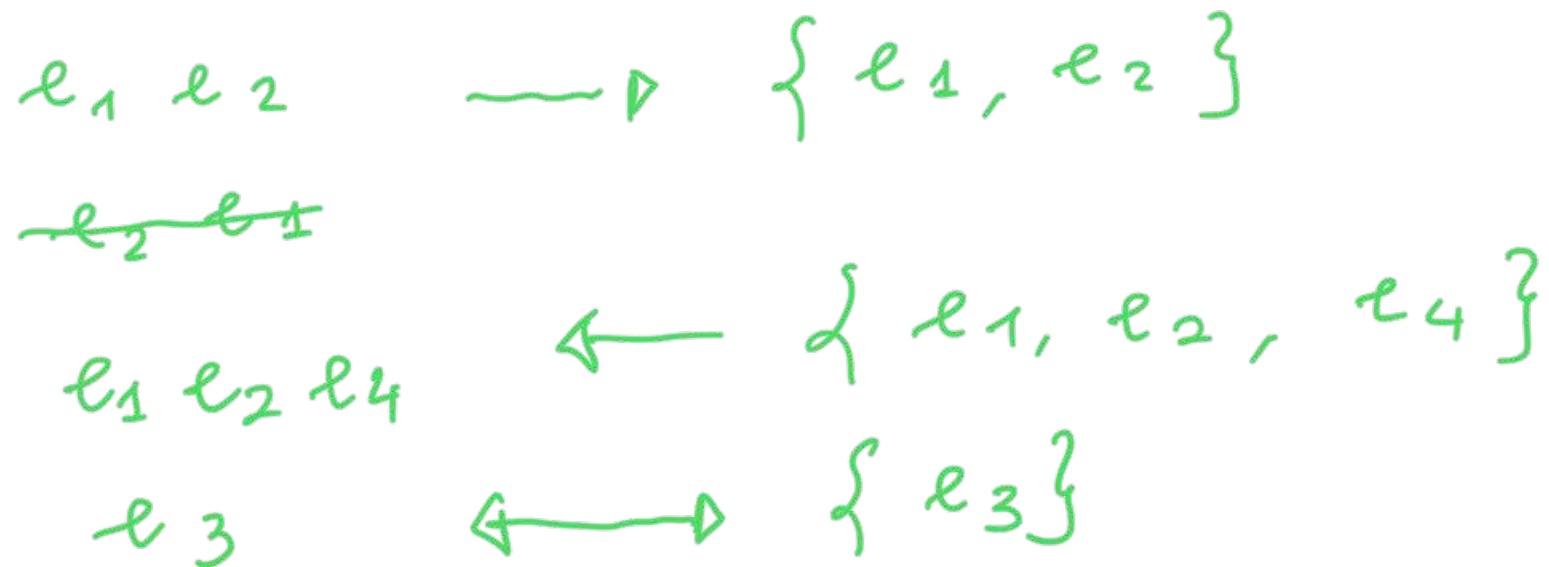 e₁ e₂ → {e₁, e₂}
e₂ e₁
e₁ e₂ e₄ ← {e₁, e₂, e₄}
e₃ ↔ {e₃}